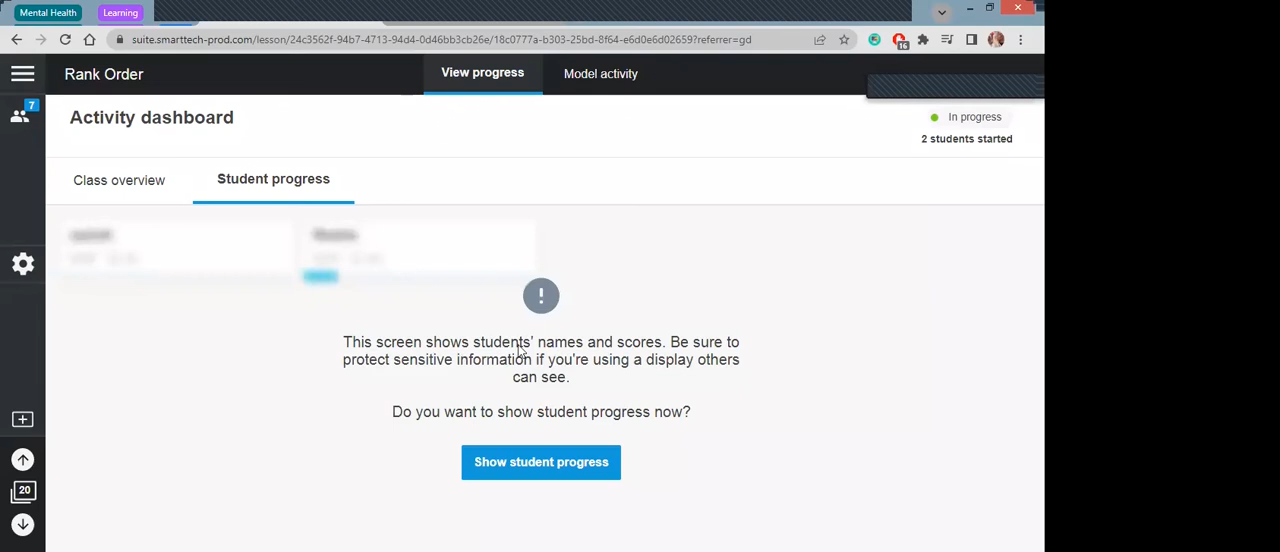 Mental Health
Learning
suite.smarttech-prod.com/lesson/24c3562f-94b7-4713-94d4-0d46bb3cb26e/18c0777a-b303-25bd-8f64-e6d0e6d02659?referrer=gd
16
Rank Order
View progress
Model activity
7
Activity dashboard
In progress
2 students started
Class overview
Student progress
!
This screen shows students' names and scores. Be sure to
protect sensitive information if you're using a display others
can see.
Do you want to show student progress now?
Show student progress
20